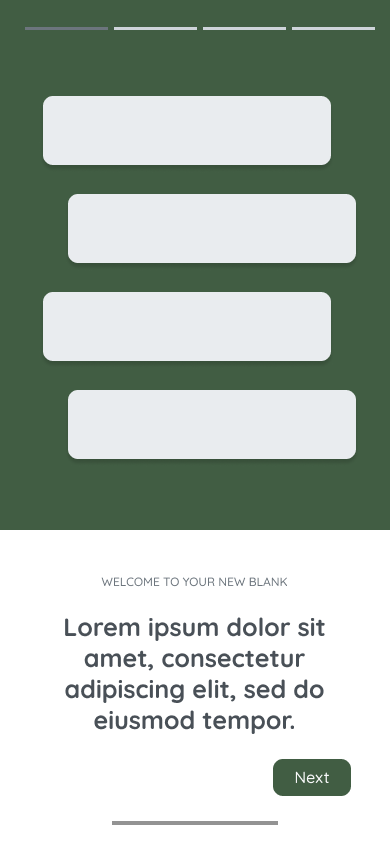 WELCOME TO YOUR NEW BLANK
Lorem ipsum dolor sit
amet, consectetur
adipiscing elit, sed do
eiusmod tempor.
Next